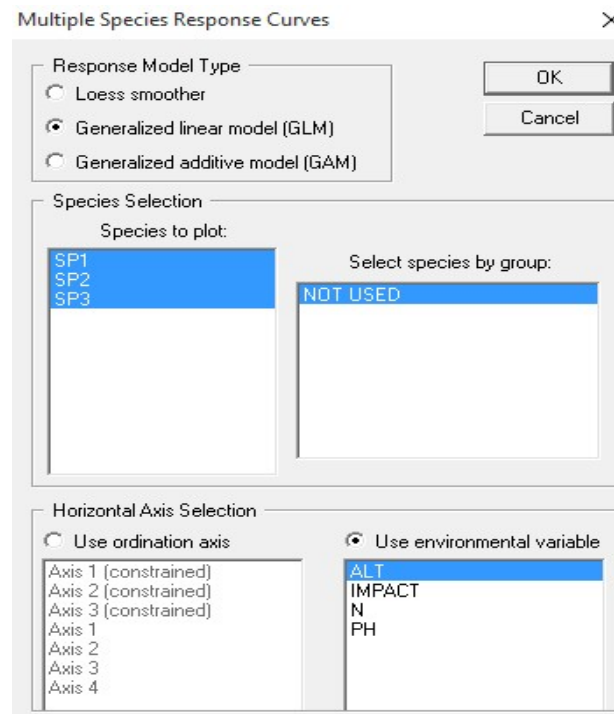 Multiple Species Response Curves
Response Model Type
Loess smoother
Generalized linear model (GLM)
Generalized additive model (GAM)
OK
Cancel
Species Selection
Species to plot:
SP1
SP2
SP3
Select species by group:
NOT USED
Horizontal Axis Selection
Use ordination axis
Axis 1 (constrained)
Axis 2 (constrained)
Axis 3 (constrained)
Axis 1
Axis 2
Axis 3
Axis 4
Use environmental variable
ALT
IMPACT
N
PH